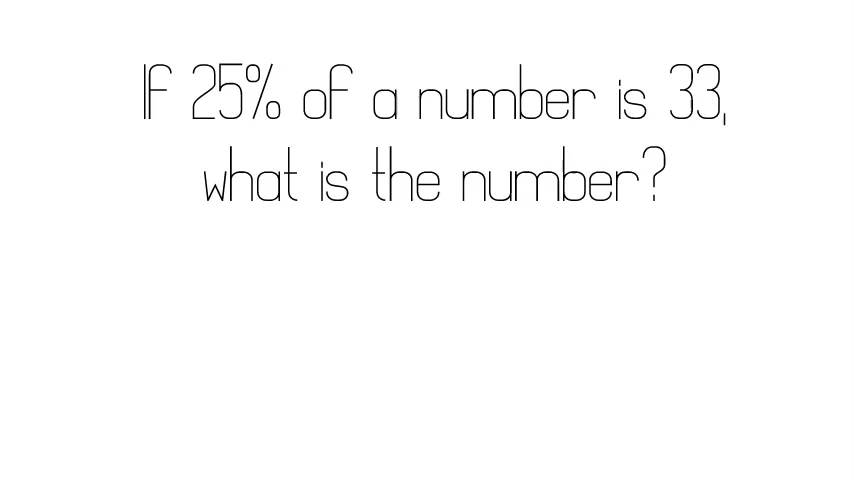 If 25% of a number is 33,
what is the number?